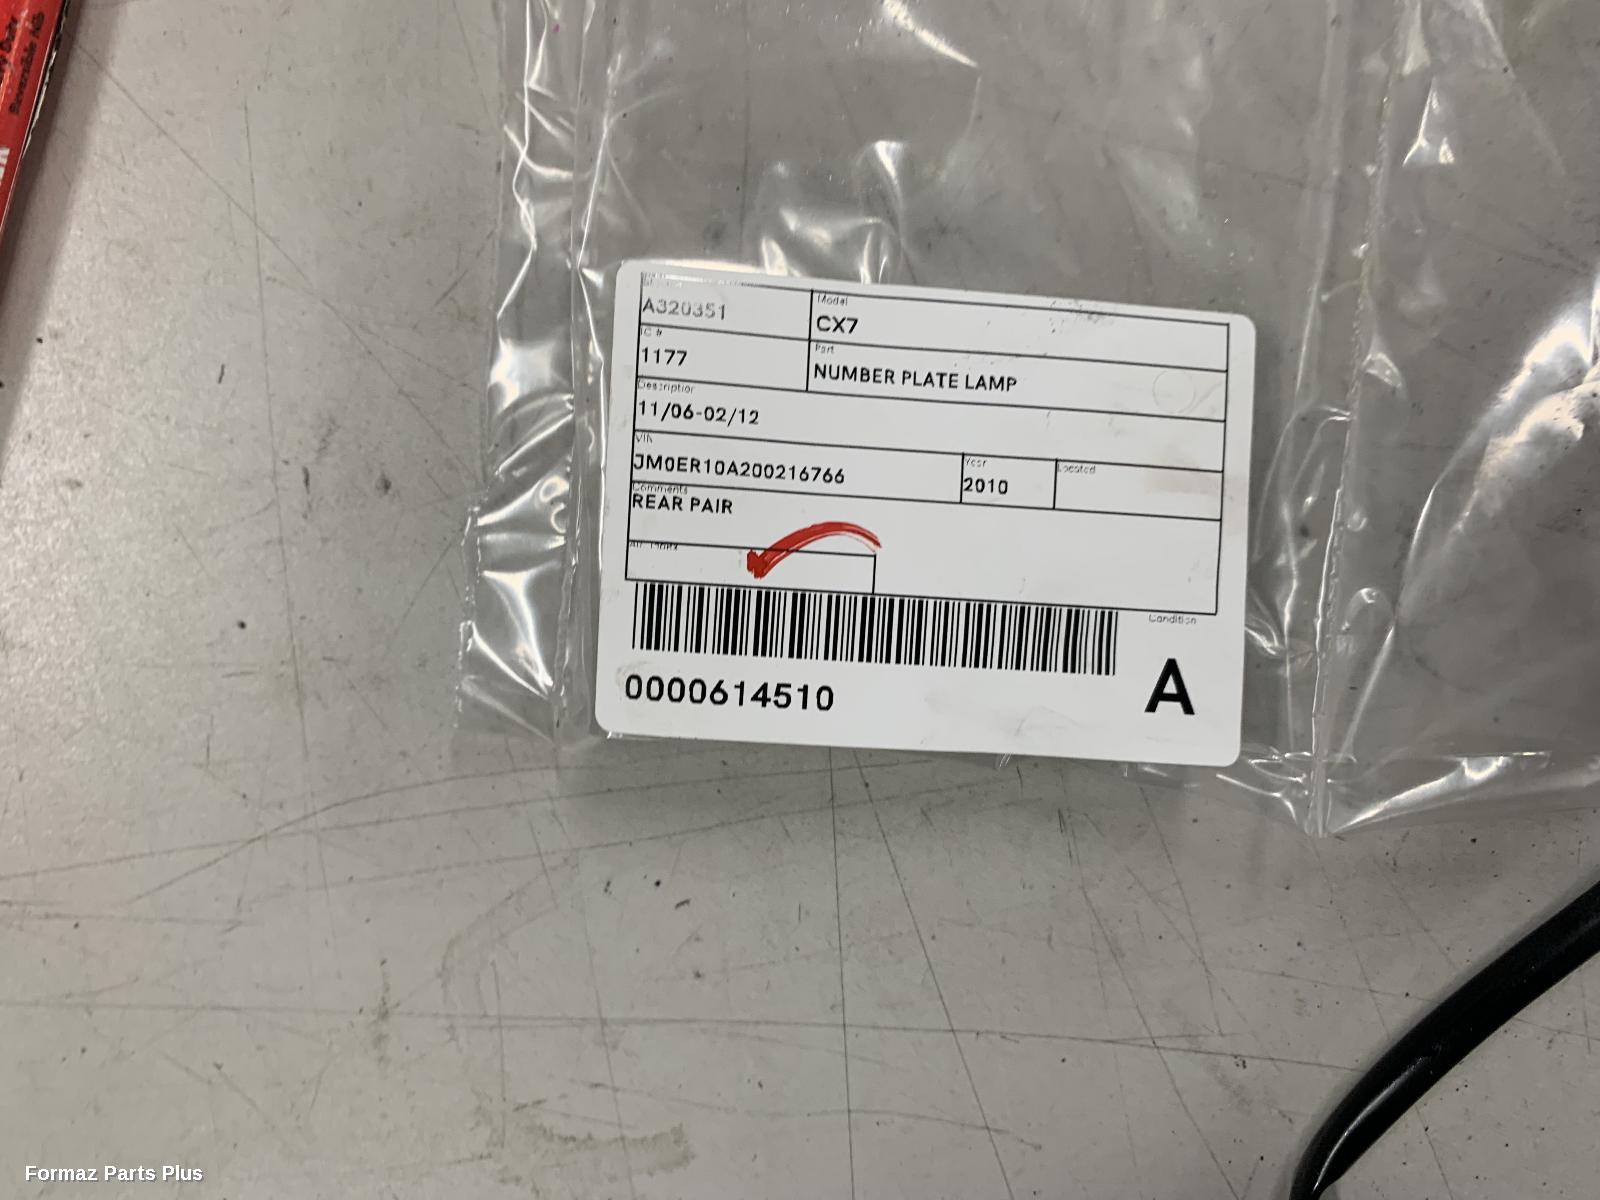 A320351
Model
CX7
IC #
1177
Part
NUMBER PLATE LAMP
Description
11/06-02/12
VIN
JM0ER10A200216766
Year
2010
Located
Comments
REAR PAIR
Condition
0000614510
A
Formaz Parts Plus